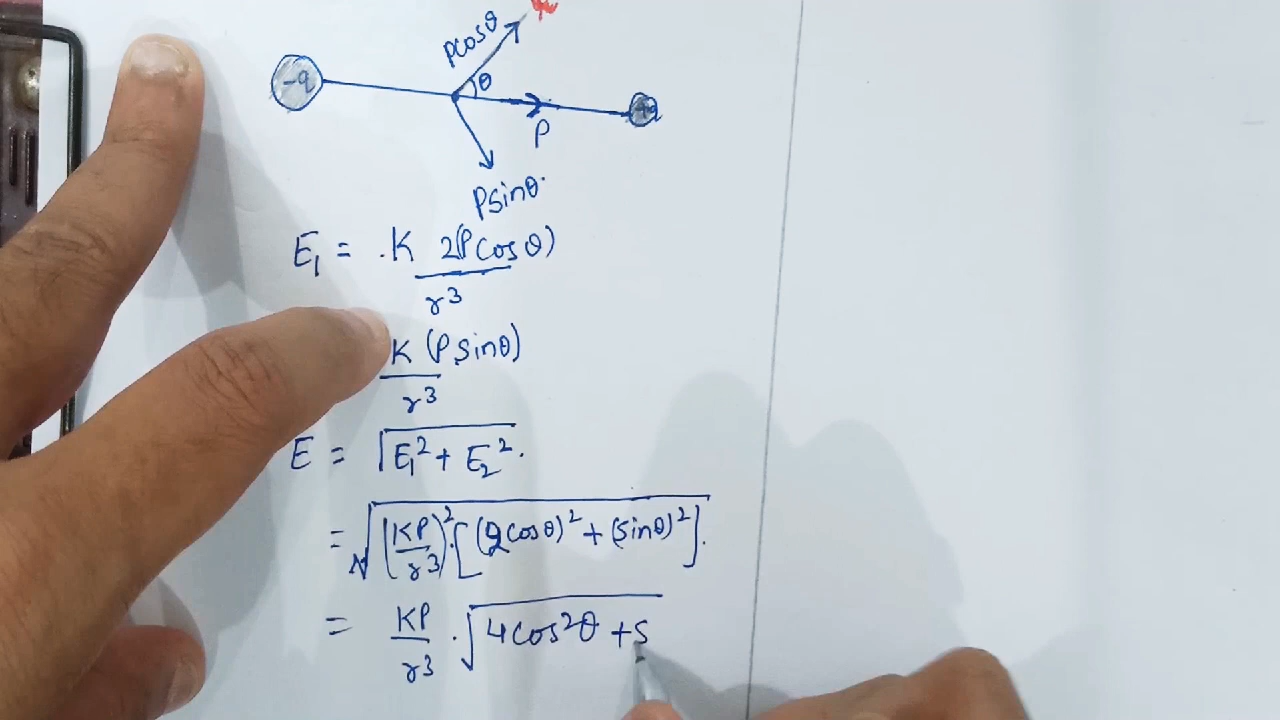 Pcosθ
-q θ +q
P
Psinθ.
E₁ = .K 2(Pcosθ)
r³
K (Psinθ)
r³
E = √E₁² + E₂².
= √(KP/r³)².[(2cosθ)² + (sinθ)²].
= KP/r³ . √4cos²θ + s